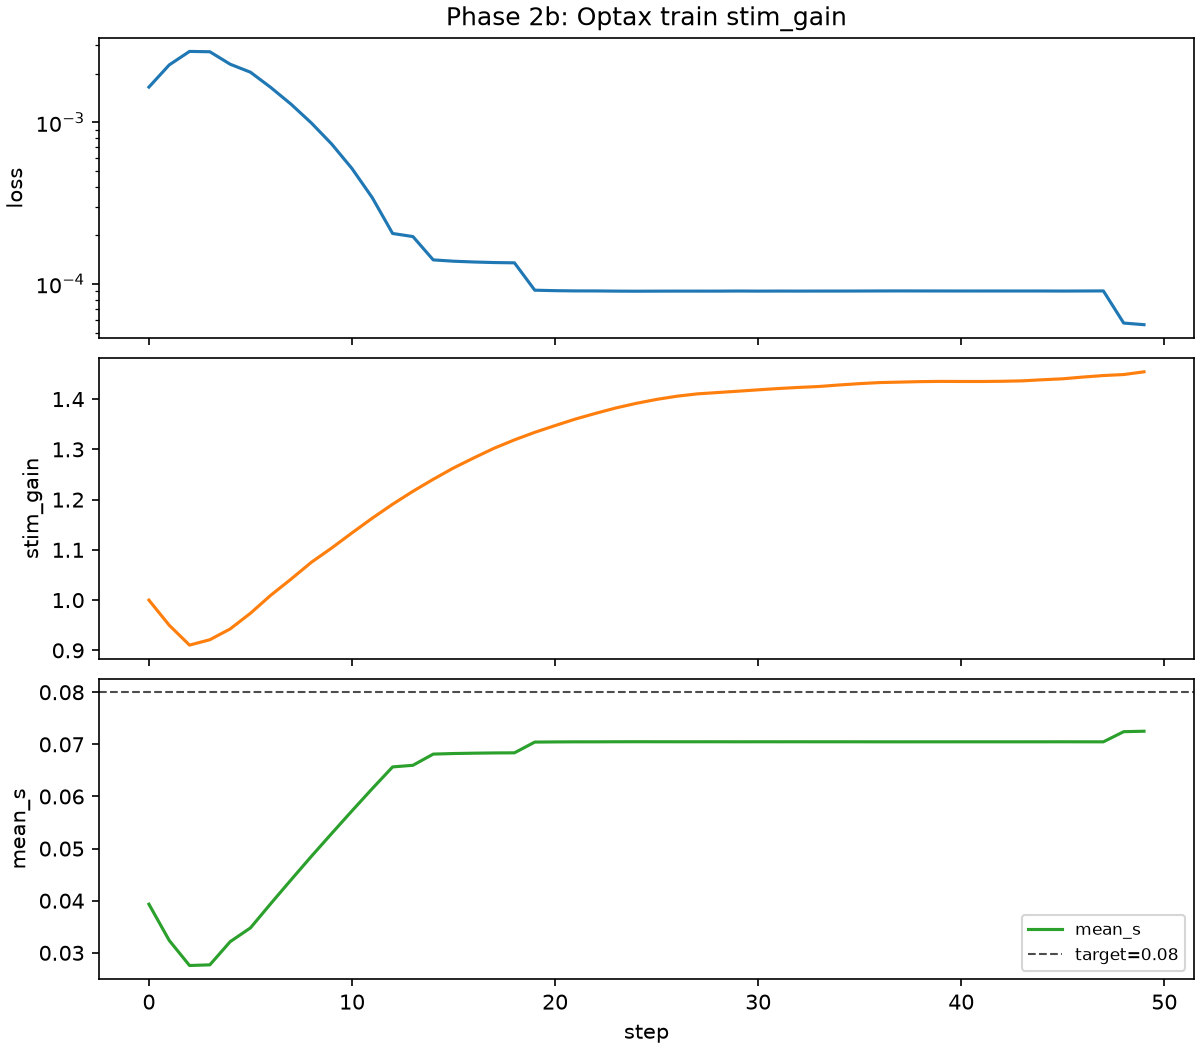 Phase 2b: Optax train stim_gain
10⁻³
10⁻⁴
loss
1.4
1.3
1.2
1.1
1.0
0.9
stim_gain
0.08
0.07
0.06
0.05
0.04
0.03
mean_s
mean_s
target=0.08
0 10 20 30 40 50
step